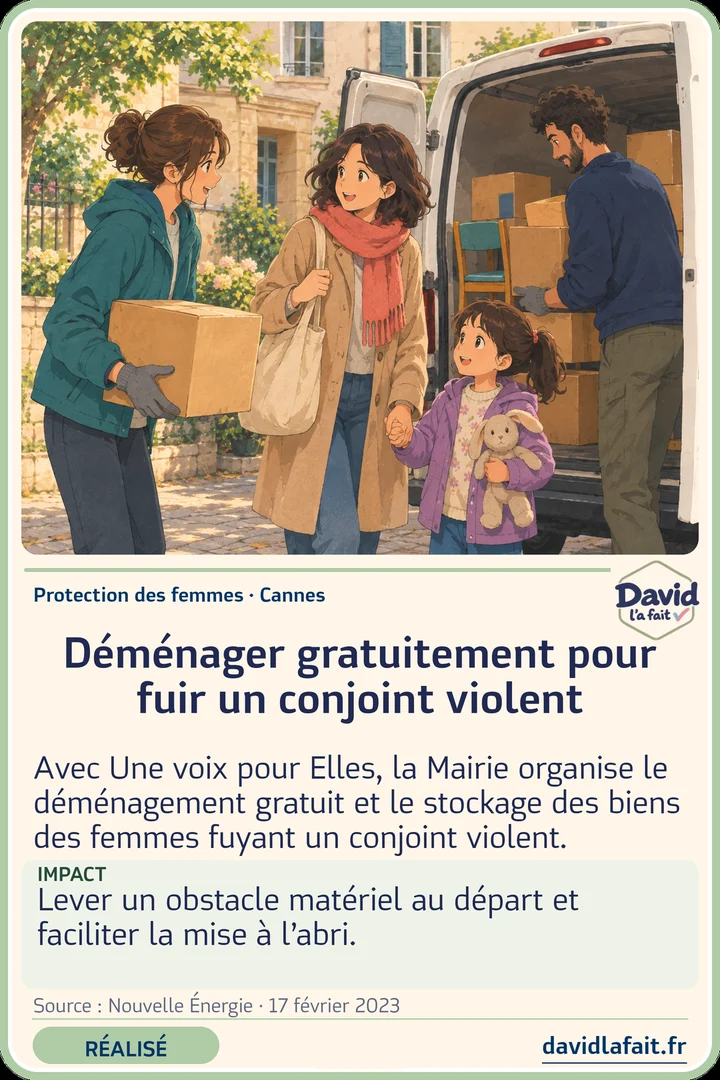 Protection des femmes · Cannes
David
l'a fait
Déménager gratuitement pour
fuir un conjoint violent
Avec Une voix pour Elles, la Mairie organise le
déménagement gratuit et le stockage des biens
des femmes fuyant un conjoint violent.
IMPACT
Lever un obstacle matériel au départ et
faciliter la mise à l’abri.
Source : Nouvelle Énergie · 17 février 2023
RÉALISÉ
davidlafait.fr